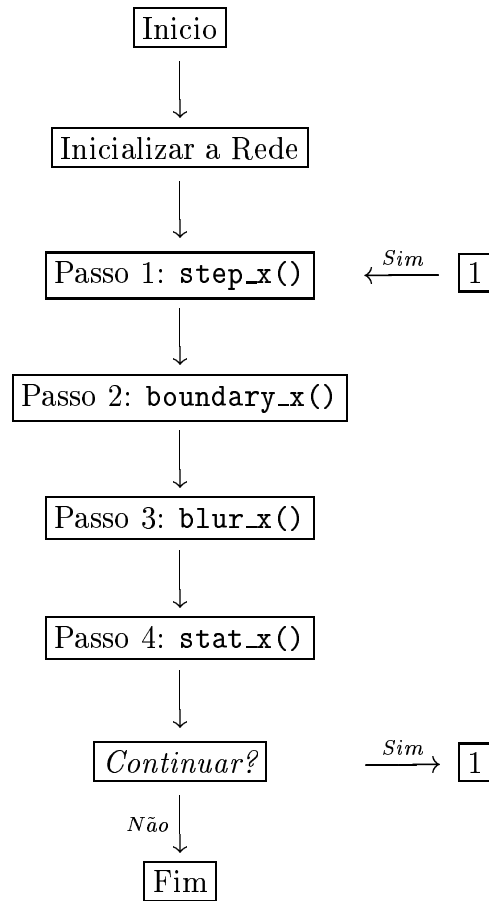 Inicio
Inicializar a Rede
Passo 1: step_x()
Sim
1
Passo 2: boundary_x()
Passo 3: blur_x()
Passo 4: stat_x()
Continuar?
Sim
1
Não
Fim